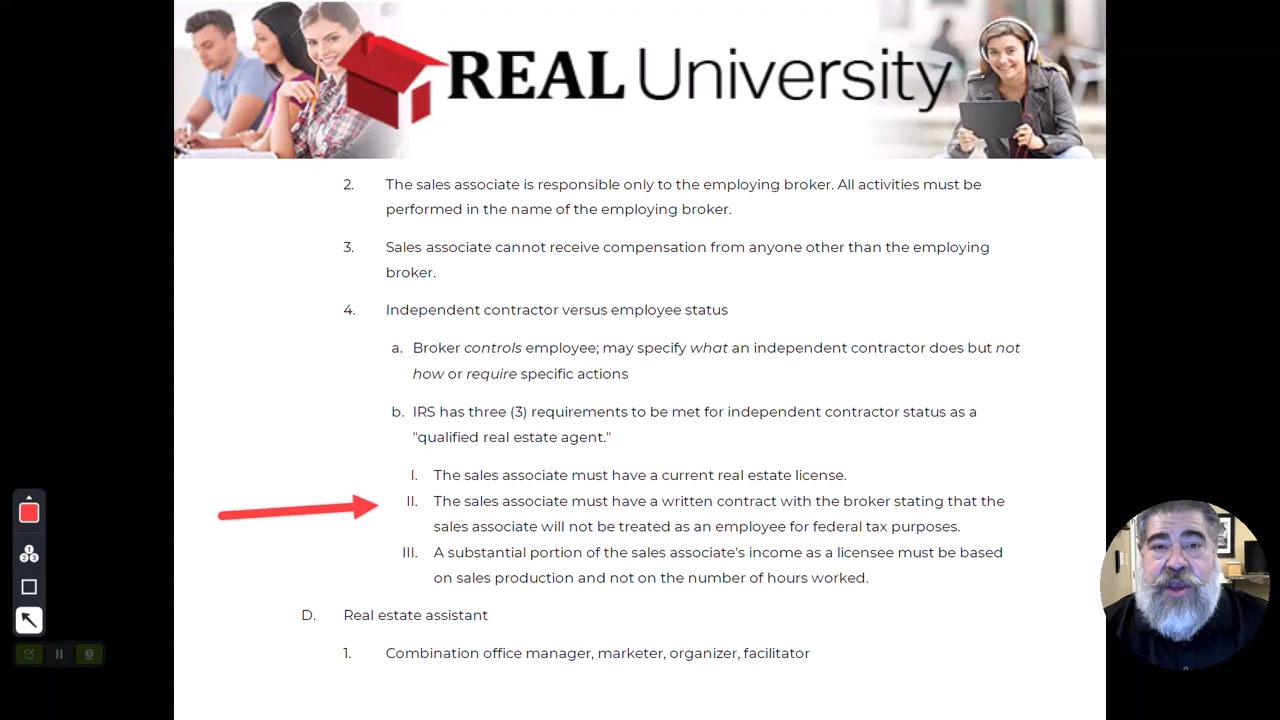 REAL University
2. The sales associate is responsible only to the employing broker. All activities must be
performed in the name of the employing broker.
3. Sales associate cannot receive compensation from anyone other than the employing
broker.
4. Independent contractor versus employee status
a. Broker controls employee; may specify what an independent contractor does but not
how or require specific actions
b. IRS has three (3) requirements to be met for independent contractor status as a
"qualified real estate agent."
I. The sales associate must have a current real estate license.
II. The sales associate must have a written contract with the broker stating that the
sales associate will not be treated as an employee for federal tax purposes.
III. A substantial portion of the sales associate's income as a licensee must be based
on sales production and not on the number of hours worked.
D. Real estate assistant
1. Combination office manager, marketer, organizer, facilitator